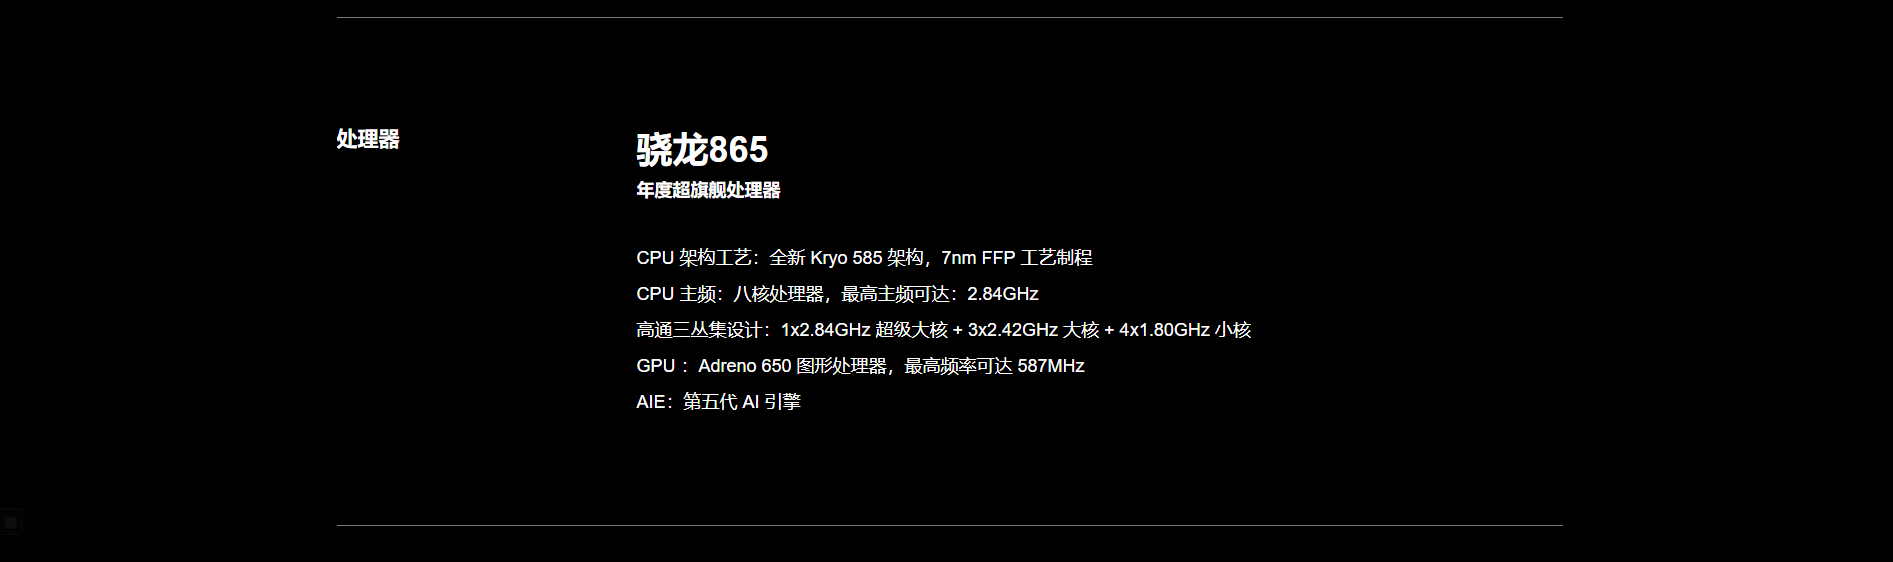 处理器
骁龙865
年度超旗舰处理器
CPU 架构工艺：全新 Kryo 585 架构，7nm FFP 工艺制程
CPU 主频：八核处理器，最高主频可达：2.84GHz
高通三丛集设计：1x2.84GHz 超级大核 + 3x2.42GHz 大核 + 4x1.80GHz 小核
GPU ：Adreno 650 图形处理器，最高频率可达 587MHz
AIE：第五代 AI 引擎